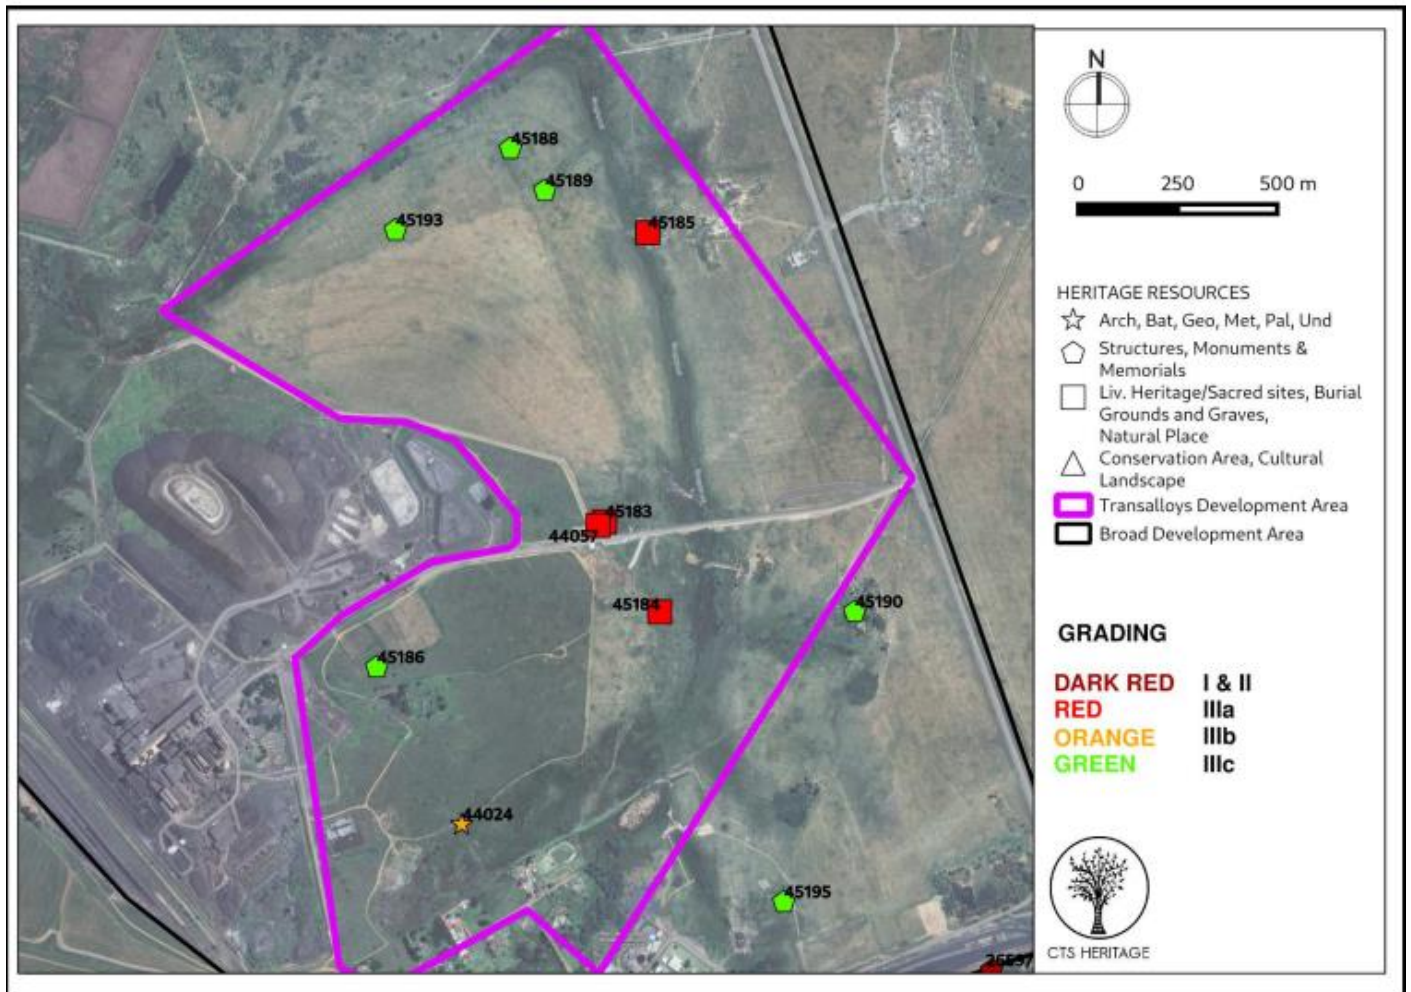 45188
45189
45193
45185
45183
44057
45184
45190
45186
44024
45195
26597
N
0 250 500 m
HERITAGE RESOURCES
Arch, Bat, Geo, Met, Pal, Und
Structures, Monuments &
Memorials
Liv. Heritage/Sacred sites, Burial
Grounds and Graves,
Natural Place
Conservation Area, Cultural
Landscape
Transalloys Development Area
Broad Development Area
GRADING
DARK RED I & II
RED IIIa
ORANGE IIIb
GREEN IIIc
CTS HERITAGE